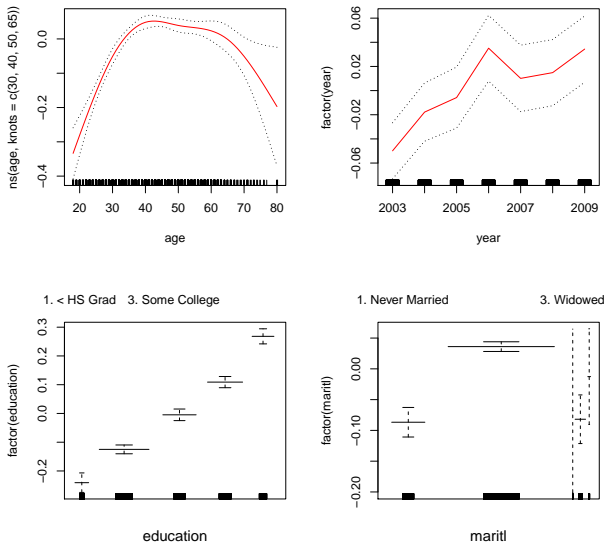 ns(age, knots = c(30, 40, 50, 65))
0.0
-0.2
-0.4
20 30 40 50 60 70 80
age
factor(year)
0.06
0.02
-0.02
-0.06
2003 2005 2007 2009
year
1. < HS Grad 3. Some College
factor(education)
0.3
0.2
0.1
0.0
-0.2
education
1. Never Married 3. Widowed
factor(maritl)
0.00
-0.10
-0.20
maritl